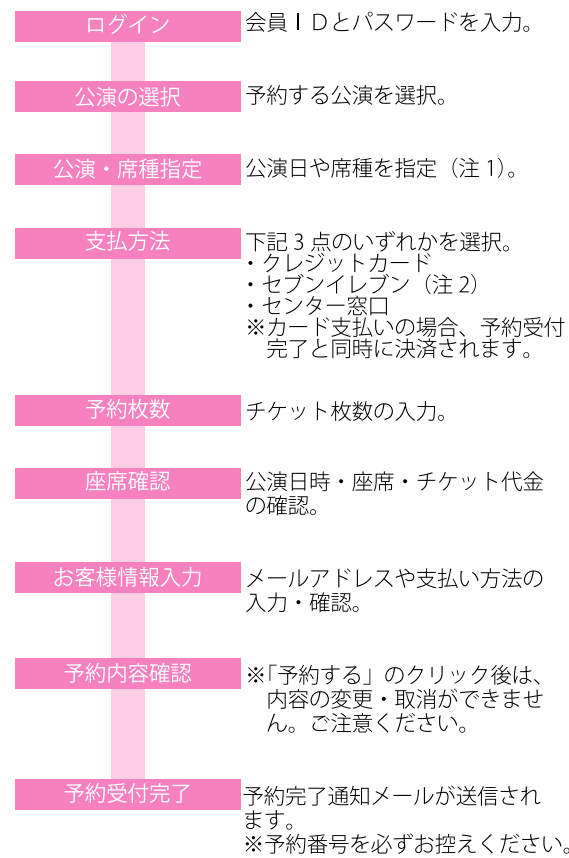 ログイン
会員IDとパスワードを入力。
公演の選択
予約する公演を選択。
公演・席種指定
公演日や席種を指定（注1）。
支払方法
下記3点のいずれかを選択。
・クレジットカード
・セブンイレブン（注2）
・センター窓口
※カード支払いの場合、予約受付
完了と同時に決済されます。
予約枚数
チケット枚数の入力。
座席確認
公演日時・座席・チケット代金
の確認。
お客様情報入力
メールアドレスや支払い方法の
入力・確認。
予約内容確認
※「予約する」のクリック後は、
内容の変更・取消ができませ
ん。ご注意ください。
予約受付完了
予約完了通知メールが送信され
ます。
※予約番号を必ずお控えください。